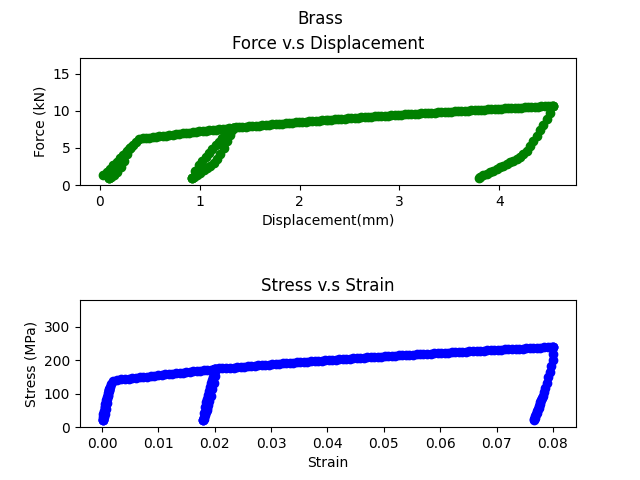 Brass
Force v.s Displacement
15
10
5
0
Force (kN)
0 1 2 3 4
Displacement(mm)
Stress v.s Strain
300
200
100
0
Stress (MPa)
0.00 0.01 0.02 0.03 0.04 0.05 0.06 0.07 0.08
Strain